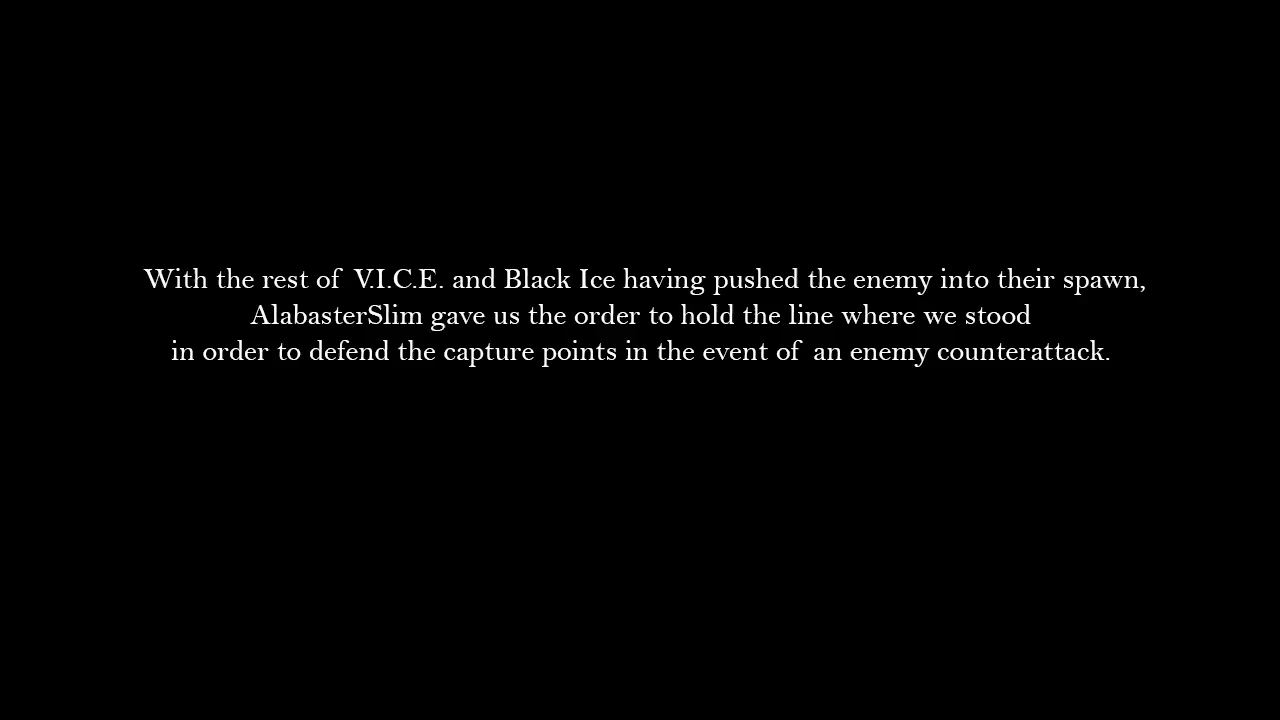 With the rest of V.I.C.E. and Black Ice having pushed the enemy into their spawn,
AlabasterSlim gave us the order to hold the line where we stood
in order to defend the capture points in the event of an enemy counterattack.